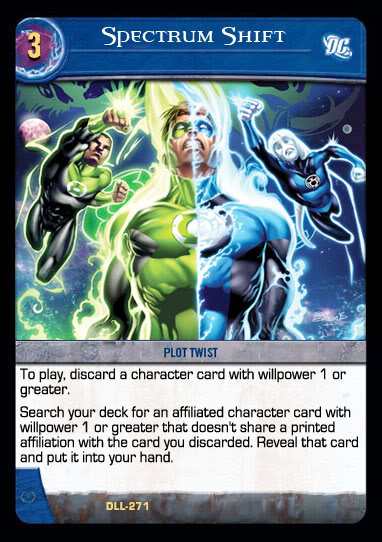 3
Spectrum Shift
DC
PLOT TWIST
To play, discard a character card with willpower 1 or
greater.
Search your deck for an affiliated character card with
willpower 1 or greater that doesn't share a printed
affiliation with the card you discarded. Reveal that card
and put it into your hand.
DLL-271